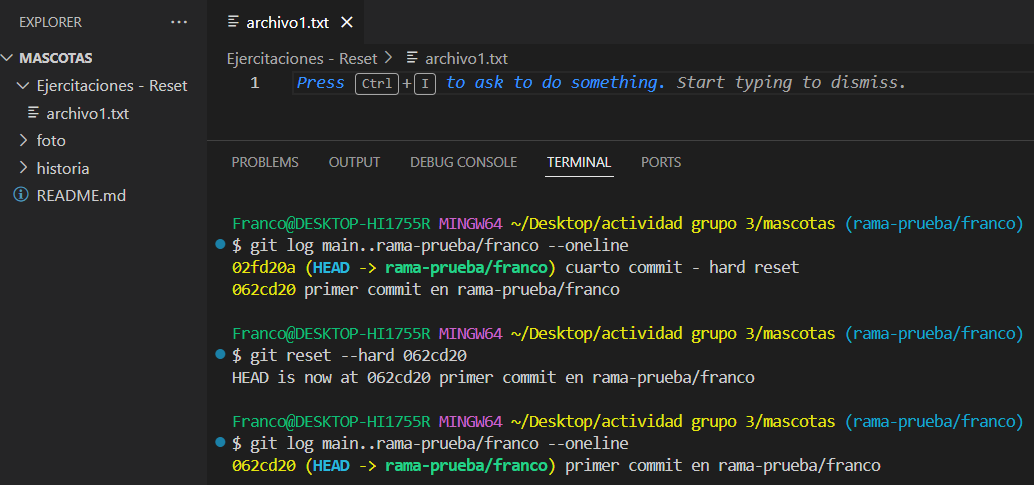 EXPLORER ...
MASCOTAS
Ejercitaciones - Reset
archivo1.txt
foto
historia
README.md
archivo1.txt
Ejercitaciones - Reset > archivo1.txt
1 Press Ctrl+I to ask to do something. Start typing to dismiss.
PROBLEMS OUTPUT DEBUG CONSOLE TERMINAL PORTS
Franco@DESKTOP-HI1755R MINGW64 ~/Desktop/actividad grupo 3/mascotas (rama-prueba/franco)
$ git log main..rama-prueba/franco --oneline
02fd20a (HEAD -> rama-prueba/franco) cuarto commit - hard reset
062cd20 primer commit en rama-prueba/franco
Franco@DESKTOP-HI1755R MINGW64 ~/Desktop/actividad grupo 3/mascotas (rama-prueba/franco)
$ git reset --hard 062cd20
HEAD is now at 062cd20 primer commit en rama-prueba/franco
Franco@DESKTOP-HI1755R MINGW64 ~/Desktop/actividad grupo 3/mascotas (rama-prueba/franco)
$ git log main..rama-prueba/franco --oneline
062cd20 (HEAD -> rama-prueba/franco) primer commit en rama-prueba/franco